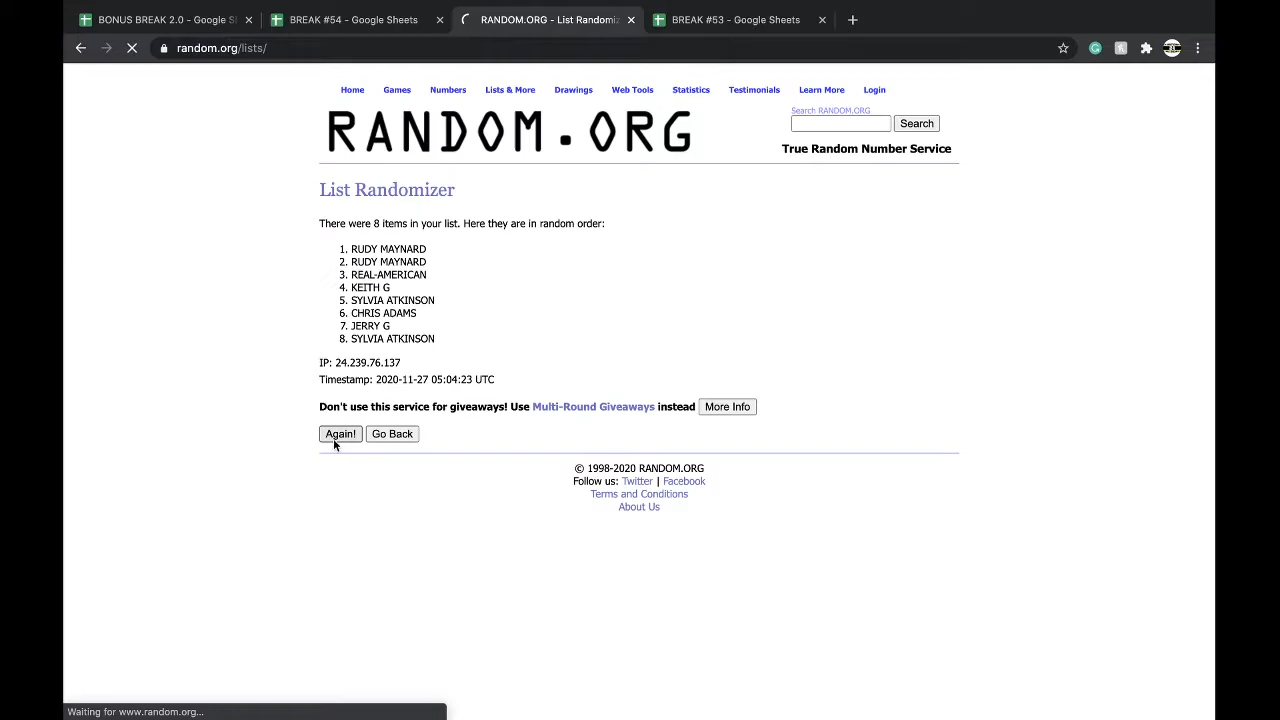 BONUS BREAK 2.0 - Google S
BREAK #54 - Google Sheets
RANDOM.ORG - List Randomiz
BREAK #53 - Google Sheets
random.org/lists/
Home Games Numbers Lists & More Drawings Web Tools Statistics Testimonials Learn More Login
Search RANDOM.ORG
RANDOM.ORG
Search
True Random Number Service
List Randomizer
There were 8 items in your list. Here they are in random order:
1. RUDY MAYNARD
2. RUDY MAYNARD
3. REAL-AMERICAN
4. KEITH G
5. SYLVIA ATKINSON
6. CHRIS ADAMS
7. JERRY G
8. SYLVIA ATKINSON
IP: 24.239.76.137
Timestamp: 2020-11-27 05:04:23 UTC
Don't use this service for giveaways! Use Multi-Round Giveaways instead More Info
Again! Go Back
© 1998-2020 RANDOM.ORG
Follow us: Twitter | Facebook
Terms and Conditions
About Us
Waiting for www.random.org...